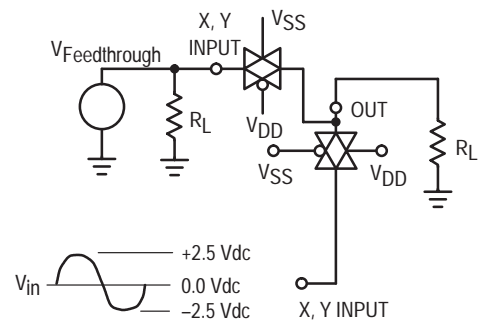 X, Y
INPUT
VSS
VFeedthrough
RL
VDD
OUT
VSS
VDD
RL
+2.5 Vdc
Vin
0.0 Vdc
–2.5 Vdc
X, Y INPUT